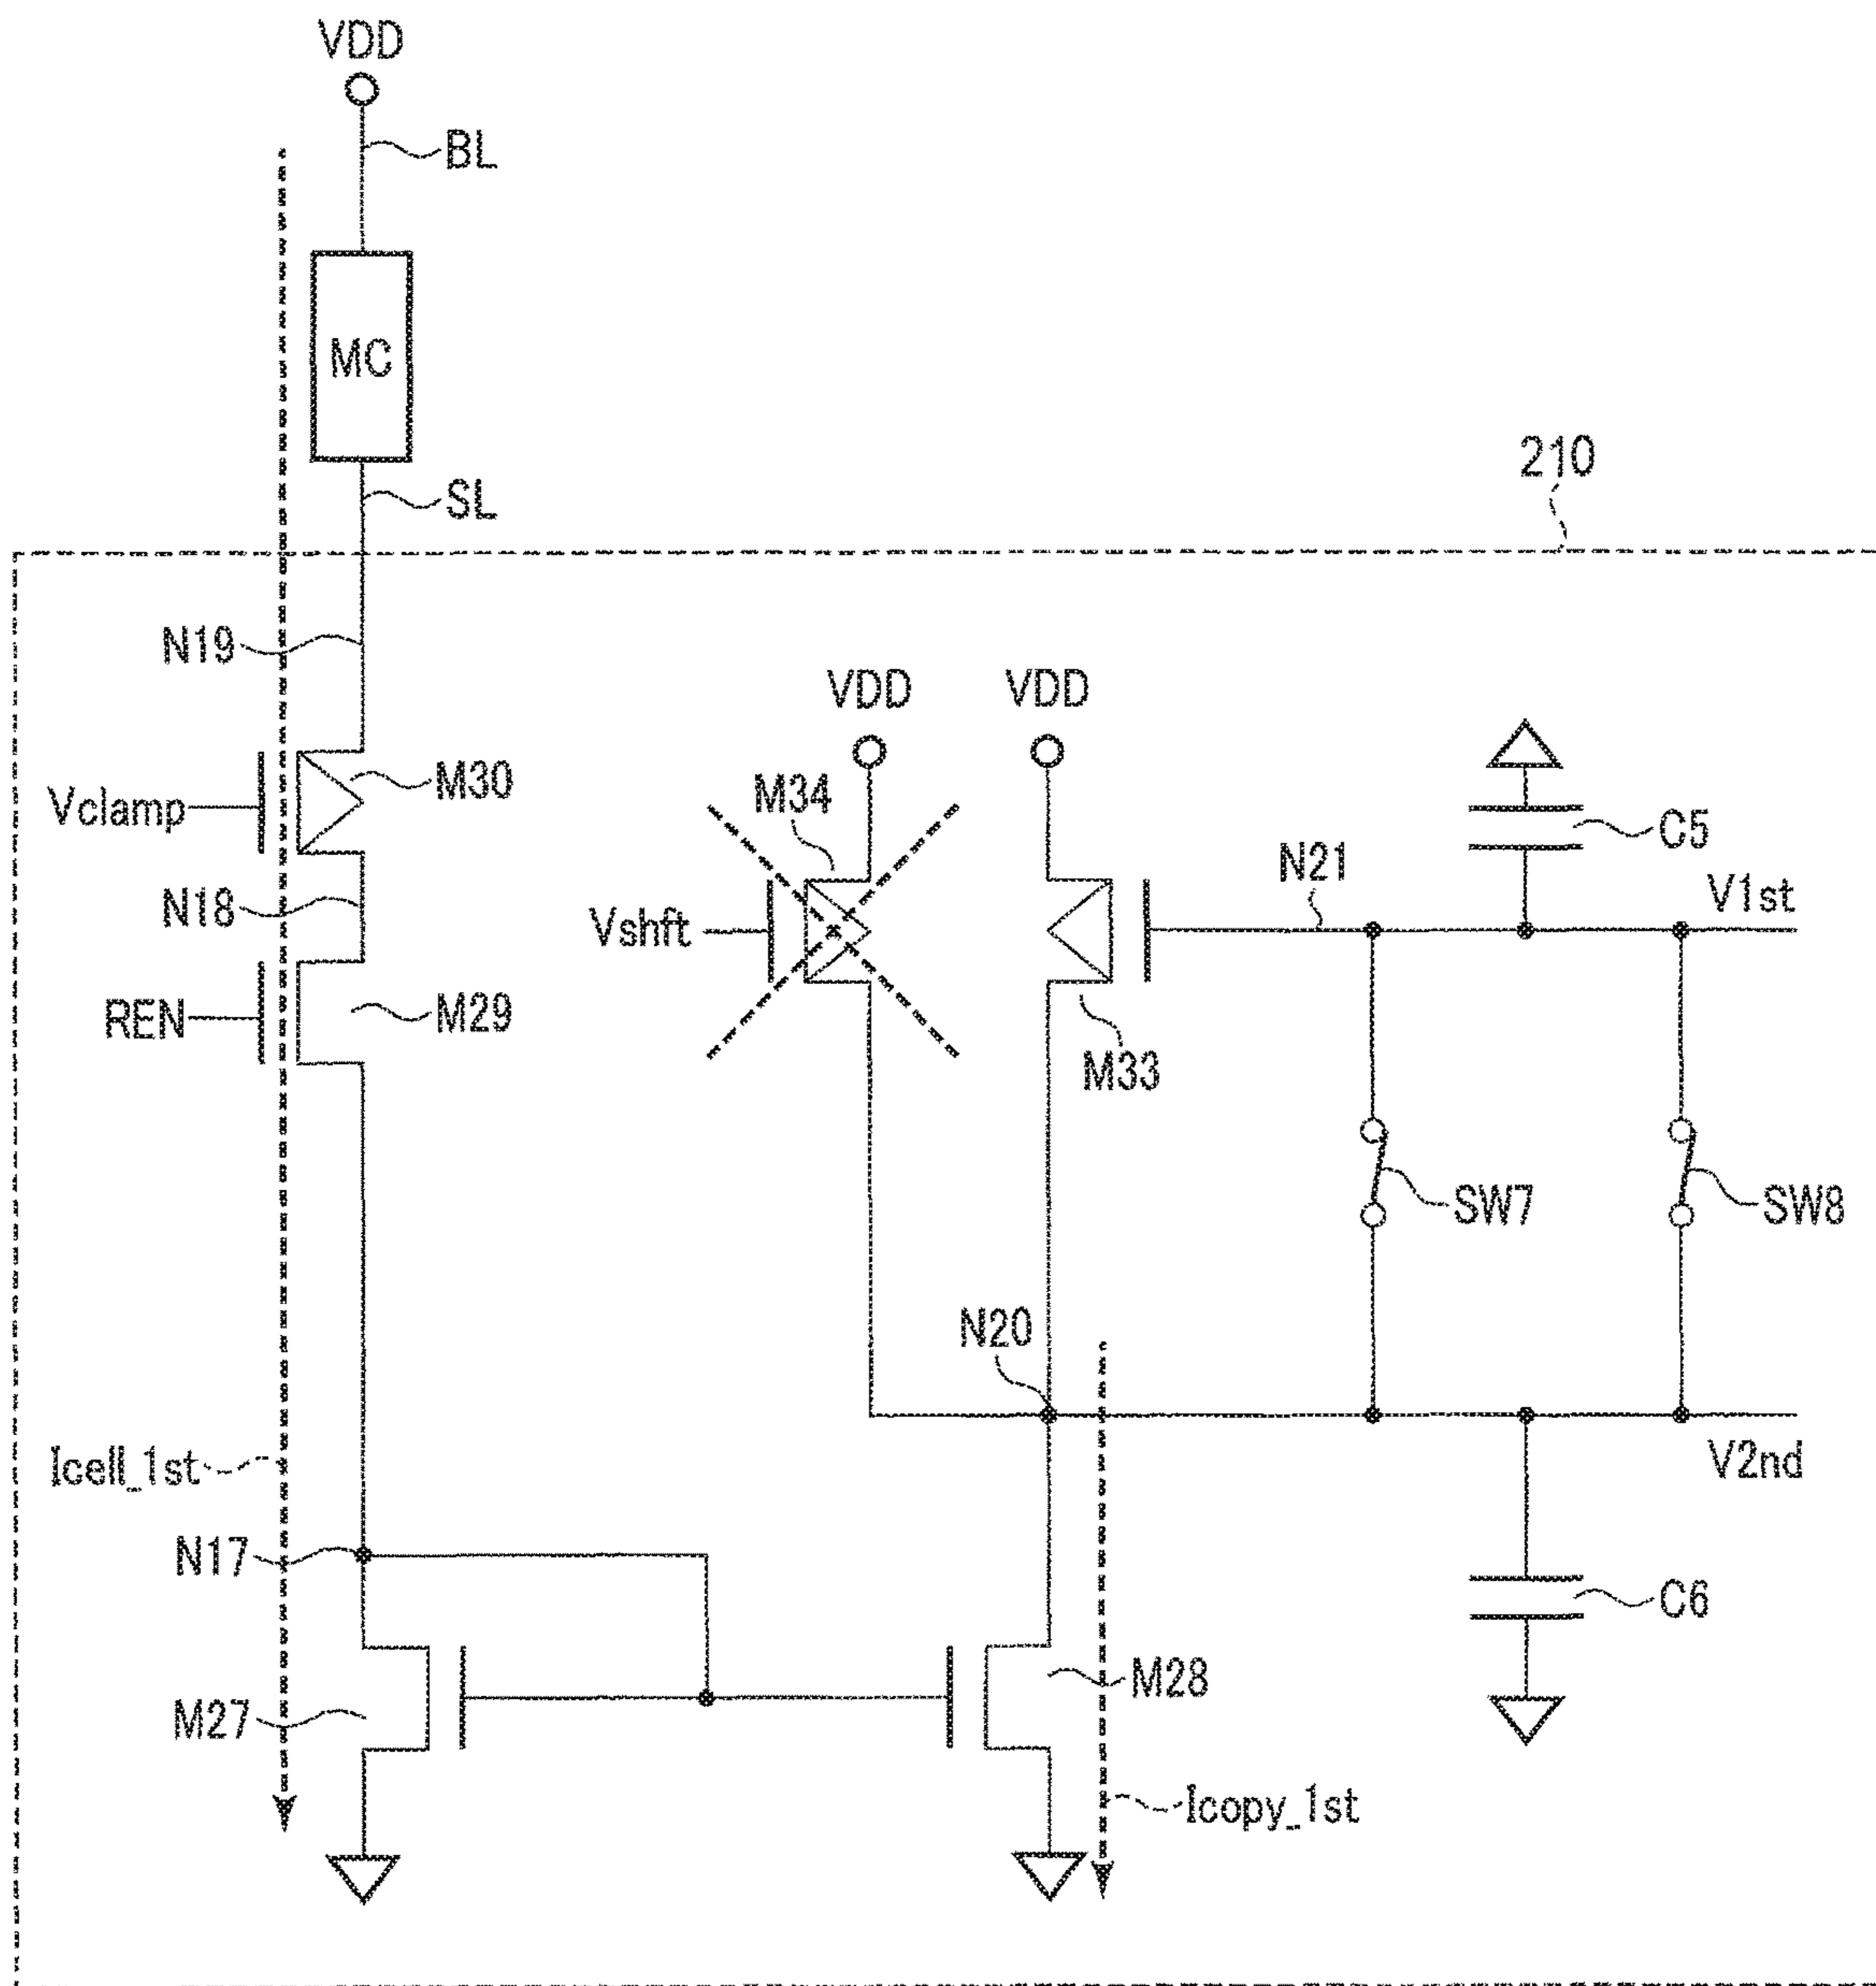 VDD
BL
MC
SL
210
N19
VDD
VDD
M34
M30
Vclamp
C5
N21
V1st
N18
Vshft
REN
M29
M33
SW7
SW8
N20
V2nd
Icell_1st
N17
C6
M28
M27
Icopy_1st